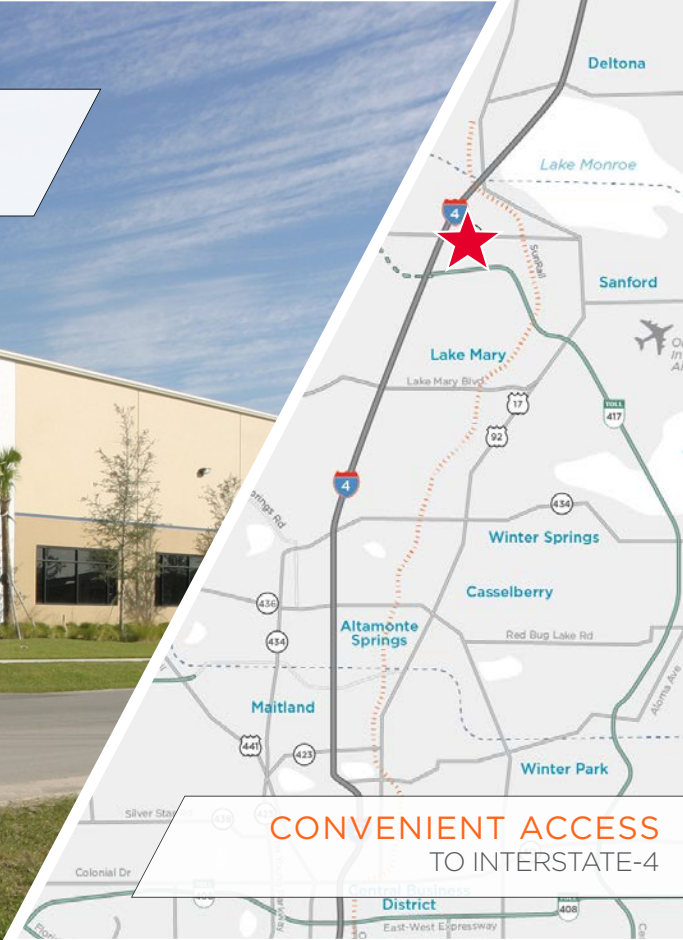 Deltona
Lake Monroe
4
SunRail
Sanford
Lake Mary
Lake Mary Blvd
17
TOLL
417
92
4
434
Winter Springs
Casselberry
436
434
Altamonte
Springs
Red Bug Lake Rd
Aloma Ave
Maitland
441
423
Winter Park
Silver Star
CONVENIENT ACCESS
TO INTERSTATE-4
Colonial Dr
Central Business
District
TOLL
408
East-West Expressway